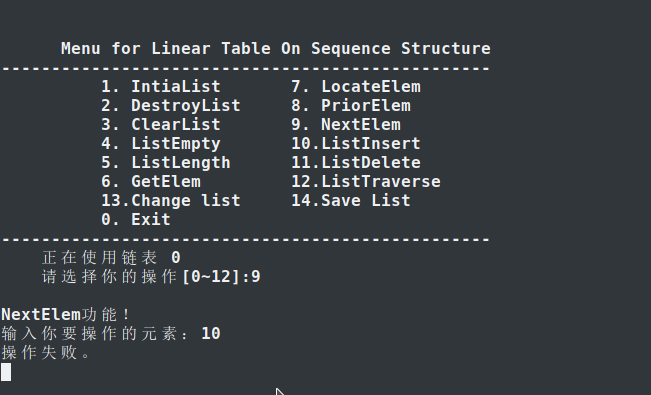 Menu for Linear Table On Sequence Structure
-------------------------------------------------
1. IntiaList 7. LocateElem
2. DestroyList 8. PriorElem
3. ClearList 9. NextElem
4. ListEmpty 10.ListInsert
5. ListLength 11.ListDelete
6. GetElem 12.ListTraverse
13.Change list 14.Save List
0. Exit
-------------------------------------------------
正在使用链表 0
请选择你的操作[0~12]:9
NextElem功能！
输入你要操作的元素：10
操作失败。